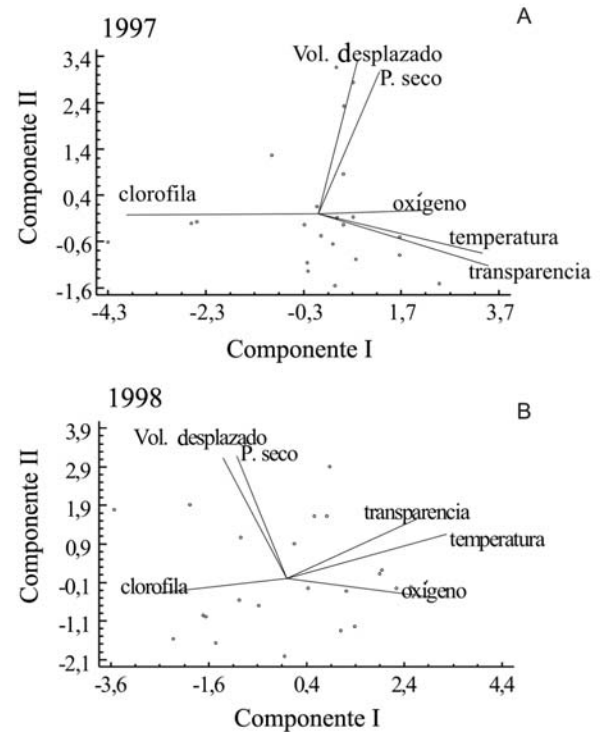 1997
A
3,4
2,4
1,4
0,4
-0,6
-1,6
Componente II
Vol. desplazado
P. seco
clorofila
oxígeno
temperatura
transparencia
-4,3 -2,3 -0,3 1,7 3,7
Componente I
1998
B
3,9
2,9
1,9
0,9
-0,1
-1,1
-2,1
Componente II
Vol. desplazado
P. seco
transparencia
temperatura
clorofila
oxígeno
-3,6 -1,6 0,4 2,4 4,4
Componente I